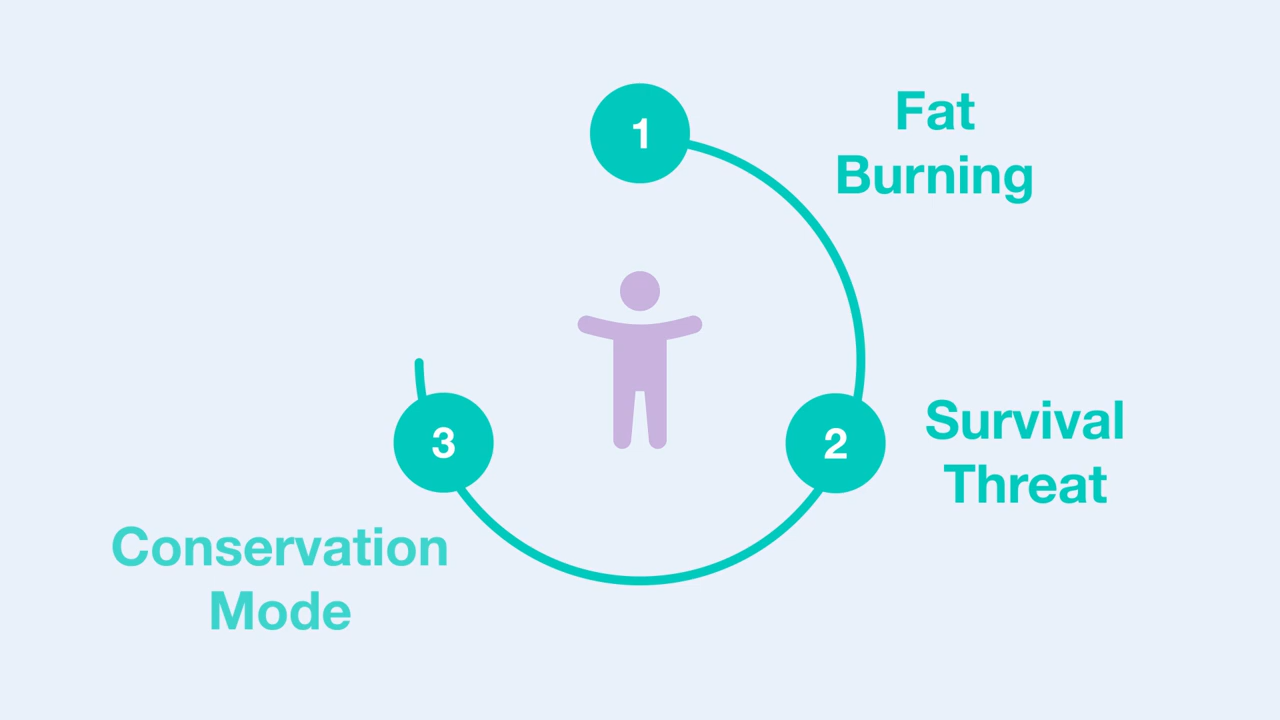 1
Fat
Burning
2
Survival
Threat
3
Conservation
Mode